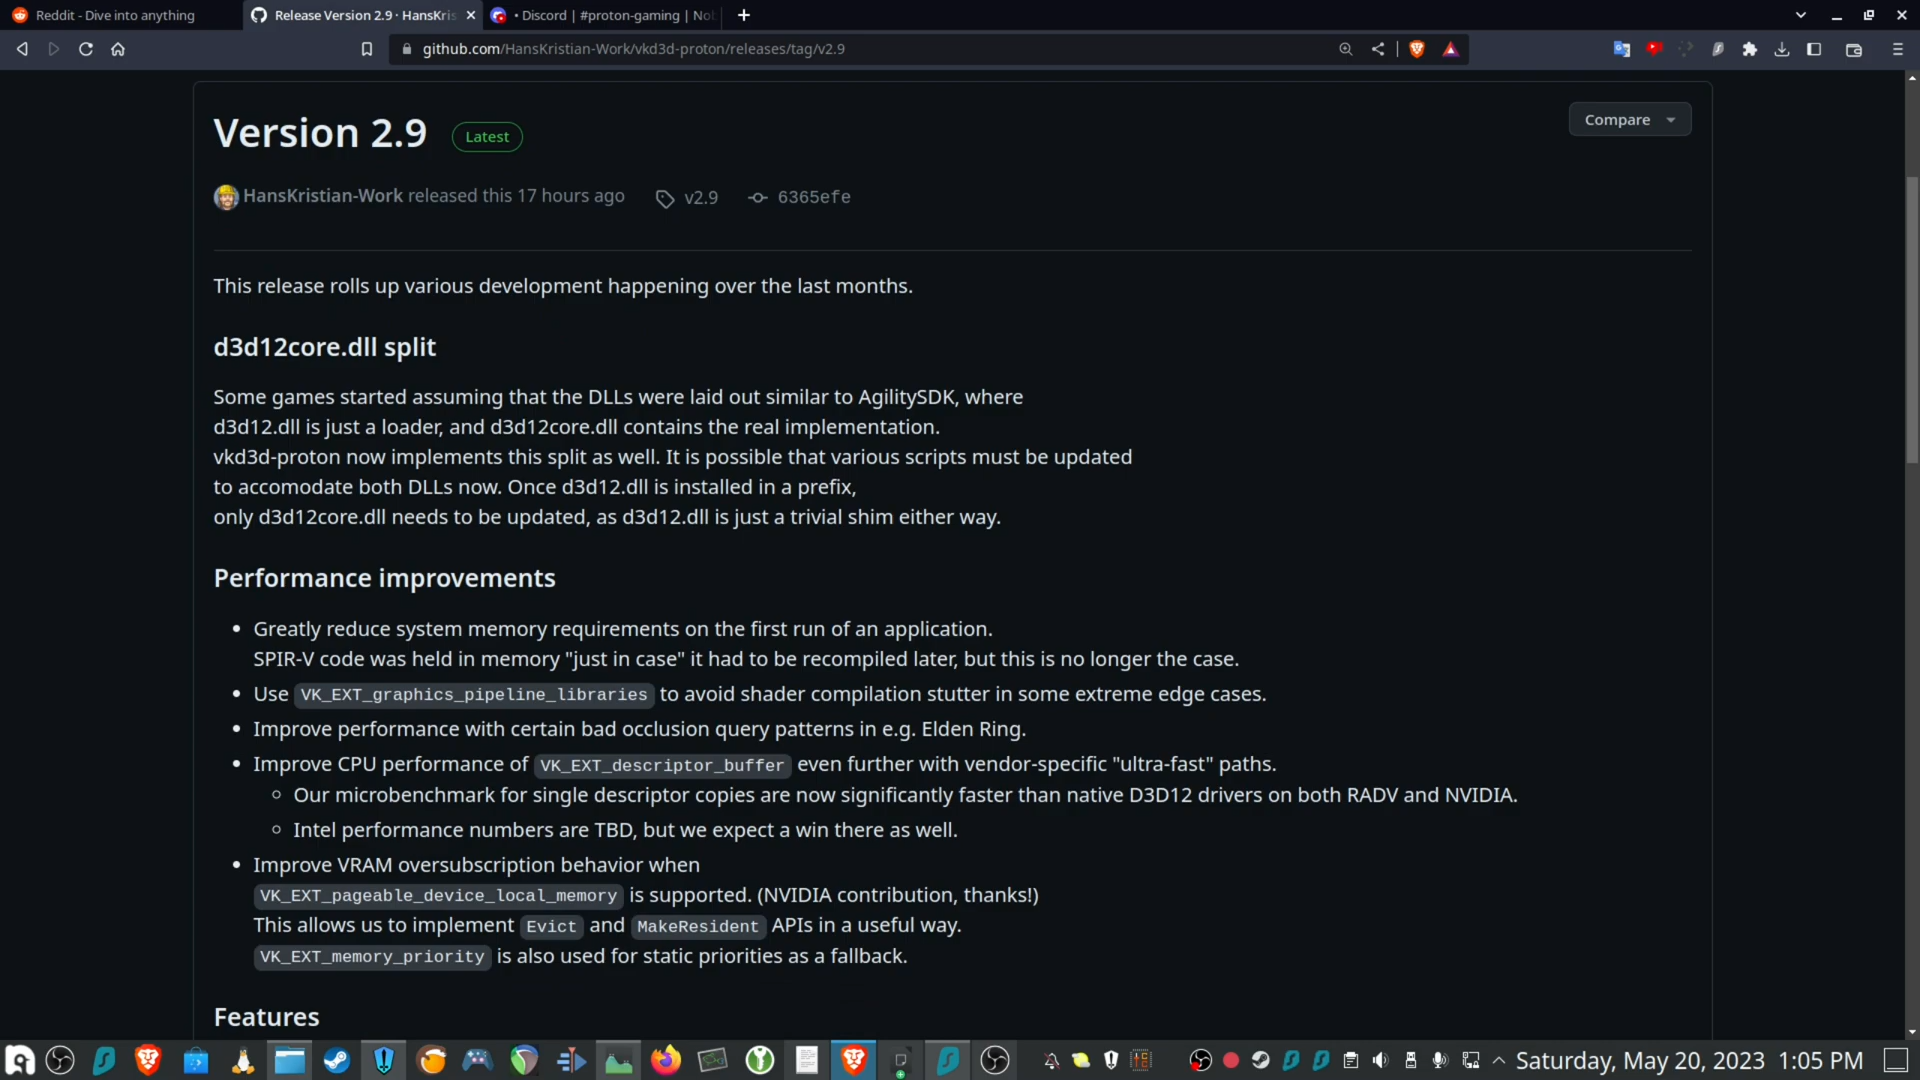 Reddit - Dive into anything
Release Version 2.9 · HansKris
• Discord | #proton-gaming | No
github.com/HansKristian-Work/vkd3d-proton/releases/tag/v2.9
Version 2.9
Latest
Compare
HansKristian-Work released this 17 hours ago
v2.9
6365efe
This release rolls up various development happening over the last months.
d3d12core.dll split
Some games started assuming that the DLLs were laid out similar to AgilitySDK, where
d3d12.dll is just a loader, and d3d12core.dll contains the real implementation.
vkd3d-proton now implements this split as well. It is possible that various scripts must be updated
to accomodate both DLLs now. Once d3d12.dll is installed in a prefix,
only d3d12core.dll needs to be updated, as d3d12.dll is just a trivial shim either way.
Performance improvements
• Greatly reduce system memory requirements on the first run of an application.
SPIR-V code was held in memory "just in case" it had to be recompiled later, but this is no longer the case.
• Use VK_EXT_graphics_pipeline_libraries to avoid shader compilation stutter in some extreme edge cases.
• Improve performance with certain bad occlusion query patterns in e.g. Elden Ring.
• Improve CPU performance of VK_EXT_descriptor_buffer even further with vendor-specific "ultra-fast" paths.
◦ Our microbenchmark for single descriptor copies are now significantly faster than native D3D12 drivers on both RADV and NVIDIA.
◦ Intel performance numbers are TBD, but we expect a win there as well.
• Improve VRAM oversubscription behavior when
VK_EXT_pageable_device_local_memory is supported. (NVIDIA contribution, thanks!)
This allows us to implement Evict and MakeResident APIs in a useful way.
VK_EXT_memory_priority is also used for static priorities as a fallback.
Features
Saturday, May 20, 2023 1:05 PM